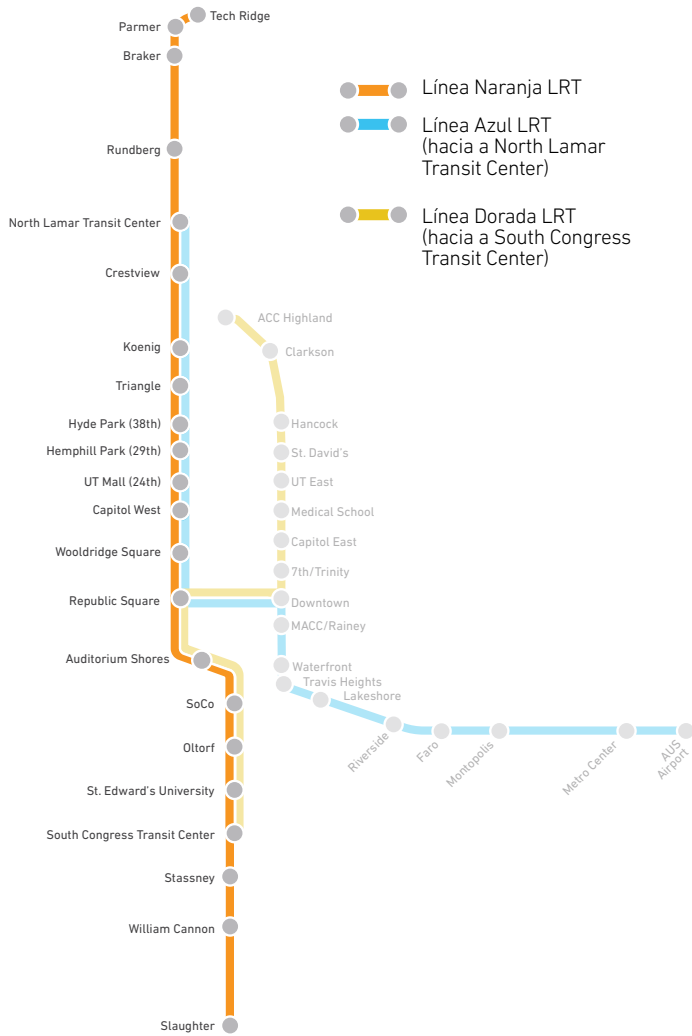 Tech Ridge
Parmer
Braker
Línea Naranja LRT
Línea Azul LRT
(hacia a North Lamar
Transit Center)
Línea Dorada LRT
(hacia a South Congress
Transit Center)
Rundberg
North Lamar Transit Center
Crestview
Koenig
Triangle
Hyde Park (38th)
Hemphill Park (29th)
UT Mall (24th)
Capitol West
Wooldridge Square
Republic Square
Auditorium Shores
SoCo
Oltorf
St. Edward's University
South Congress Transit Center
Stassney
William Cannon
Slaughter
ACC Highland
Clarkson
Hancock
St. David's
UT East
Medical School
Capitol East
7th/Trinity
Downtown
MACC/Rainey
Waterfront
Travis Heights
Lakeshore
Riverside
Faro
Montopolis
Metro Center
AUS
Airport